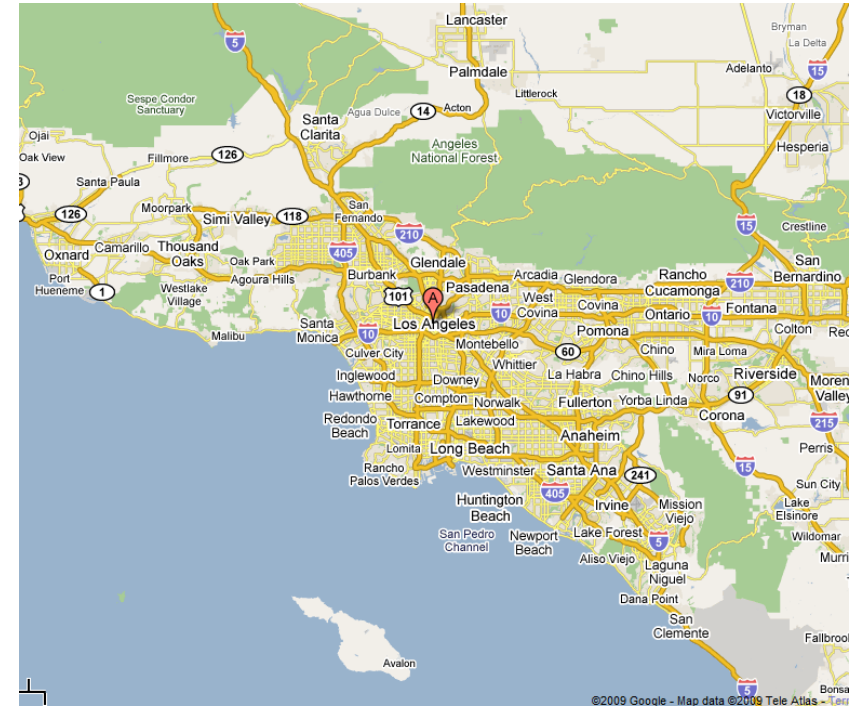 Lancaster
Bryman
La Delta
5
Palmdale
Adelanto
15
Littlerock
18
Sespe Condor
Sanctuary
Agua Dulce
Acton
14
Victorville
Santa
Clarita
Ojai
Angeles
National Forest
Hesperia
Oak View
Fillmore
126
Santa Paula
3
126
Moorpark
Simi Valley
118
San
Fernando
210
15
Crestline
Oxnard
Camarillo
Thousand
Oaks
Oak Park
405
Glendale
San
Bernardino
Port
Hueneme
1
Westlake
Village
Agoura Hills
Burbank
Pasadena
Arcadia
Glendora
Rancho
Cucamonga
210
101
A
West
Covina
Covina
10
Ontario
10
Fontana
Malibu
Santa
Monica
10
Los Angeles
Pomona
Colton
Culver City
Montebello
60
Chino
Mira Loma
Whittier
Inglewood
Downey
La Habra
Chino Hills
Norco
Riverside
Moren
Valley
Hawthorne
Compton
Norwalk
Fullerton
Yorba Linda
91
Corona
Redondo
Beach
Torrance
Lakewood
Anaheim
215
Lomita
Long Beach
Perris
Rancho
Palos Verdes
Westminster
Santa Ana
241
15
Sun City
405
Huntington
Beach
Irvine
Mission
Viejo
Lake
Elsinore
San Pedro
Channel
Newport
Beach
Lake Forest
5
Wildomar
Aliso Viejo
Laguna
Niguel
Murri
Dana Point
San
Clemente
Fallbroo
Avalon
5
Bonsa
©2009 Google - Map data ©2009 Tele Atlas - Terr